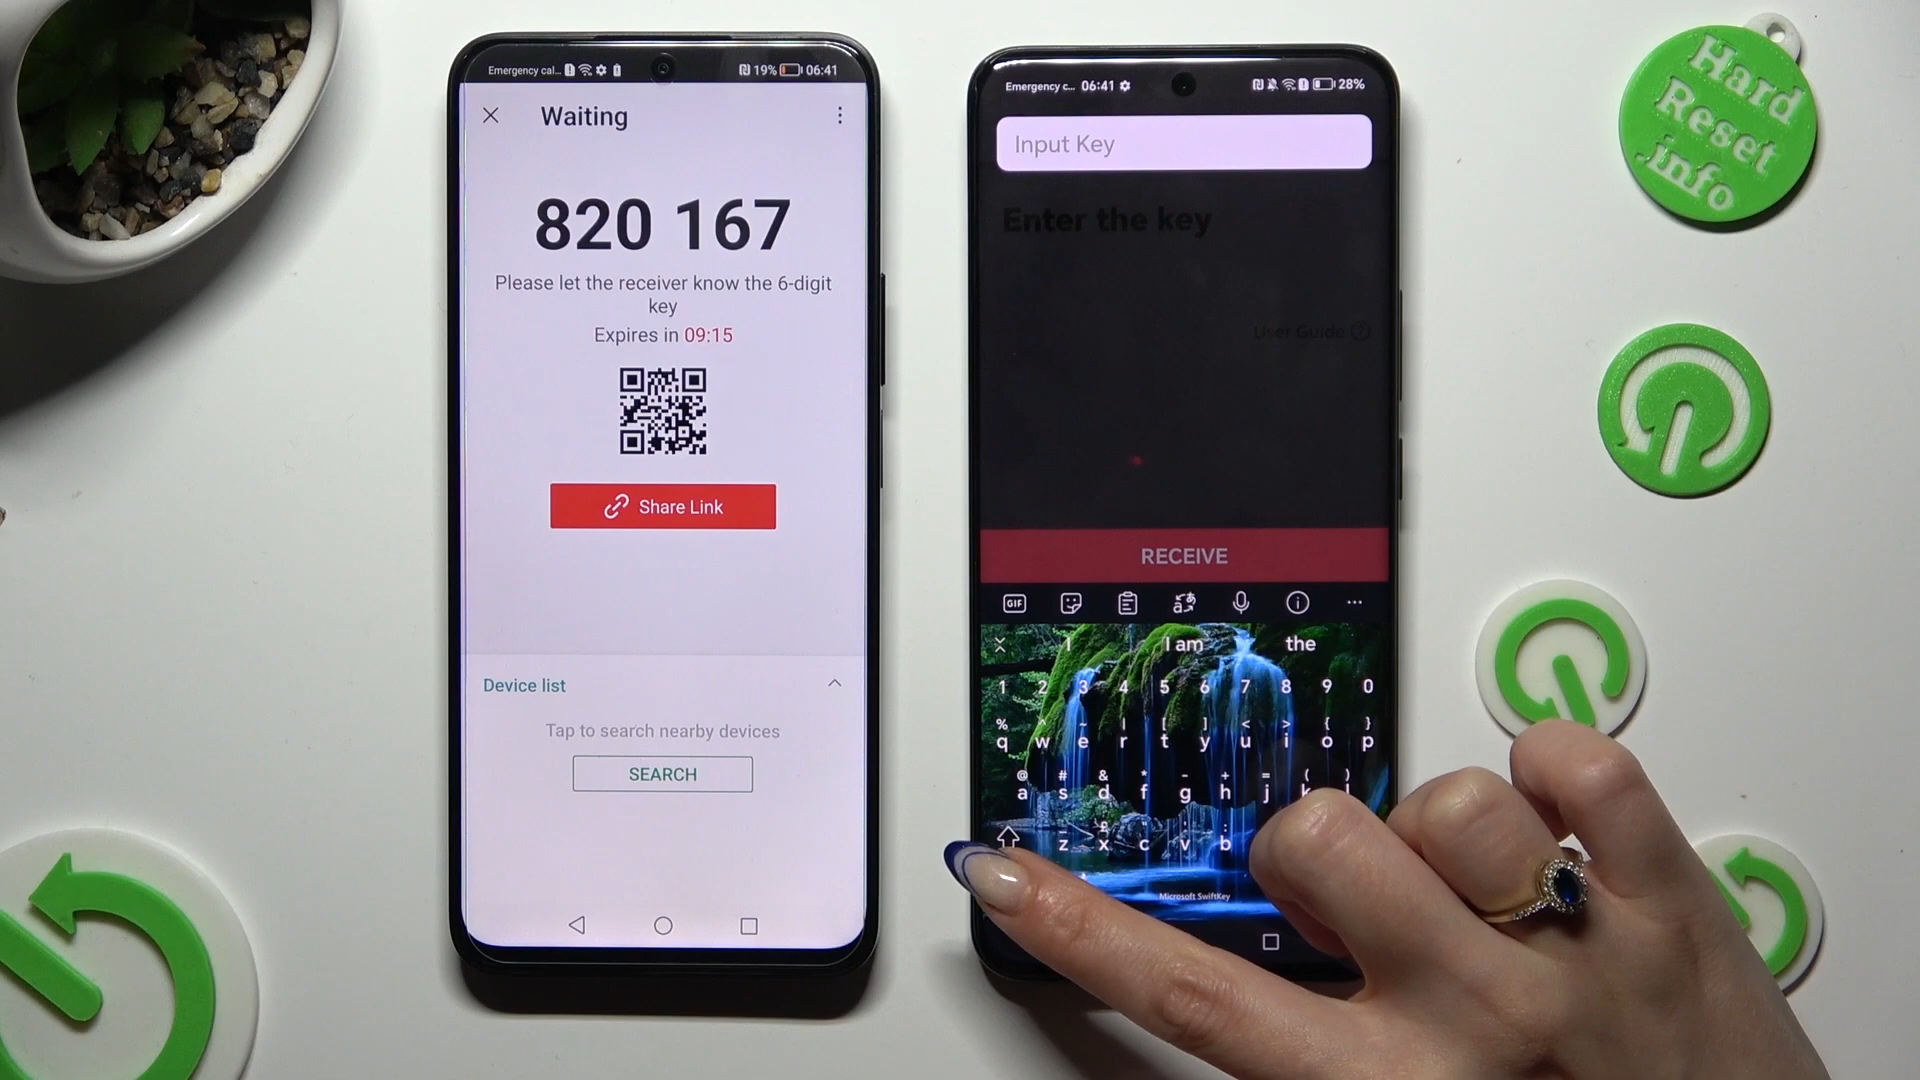 Emergency cal... 19% 06:41
Waiting
820 167
Please let the receiver know the 6-digit
key
Expires in 09:15
Share Link
Device list
Tap to search nearby devices
SEARCH
Emergency c... 06:41 28%
Input Key
Enter the key
User Guide ?
RECEIVE
GIF
I I am the
1 2 3 4 5 6 7 8 9 0
% ^ ~ | [ ] < > { }
q w e r t y u i o p
@ # & * - + = ( )
a s d f g h j k l
z x c v b
Microsoft SwiftKey
Hard
Reset
.info